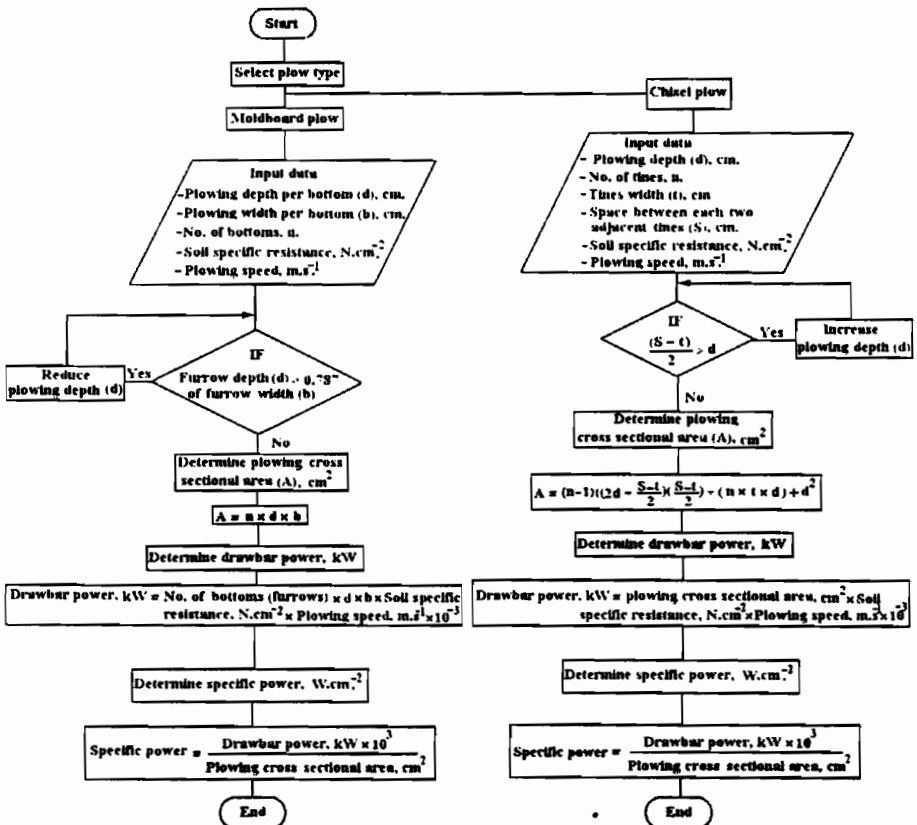 Start
Select plow type
Moldboard plow
Input data
-Plowing depth per bottom (d), cm.
-Plowing width per bottom (b), cm.
-No. of bottoms, n.
-Soil specific resistance, N.cm.⁻²
-Plowing speed, m.s.⁻¹
IF
Furrow depth (d)
of furrow width (b)
Yes
Reduce
plowing depth (d)
No
Determine plowing cross
sectional area (A), cm²
A = n × d × b
Determine drawbar power, kW
Drawbar power, kW = No. of bottoms (furrows) × d × b × Soil specific
resistance, N.cm⁻² × Plowing speed, m.s⁻¹ × 10⁻³
Determine specific power, W.cm.⁻²
Specific power = Drawbar power, kW × 10³
Plowing cross sectional area, cm²
End
Chisel plow
Input data
- Plowing depth (d), cm.
- No. of tines, n.
- Tines width (t), cm
- Space between each two
adjacent tines (S), cm.
-Soil specific resistance, N.cm.⁻²
- Plowing speed, m.s.⁻¹
IF
(S - t)
2
> d
Yes
Increase
plowing depth (d)
No
Determine plowing
cross sectional area (A), cm²
A = (n-1)((2d - S-t/2)(S-t/2) + (n × t × d) + d²
Determine drawbar power, kW
Drawbar power, kW = plowing cross sectional area, cm² × Soil
specific resistance, N.cm⁻² × Plowing speed, m.s⁻¹ × 10⁻³
Determine specific power, W.cm.⁻²
Specific power = Drawbar power, kW × 10³
Plowing cross sectional area, cm²
End